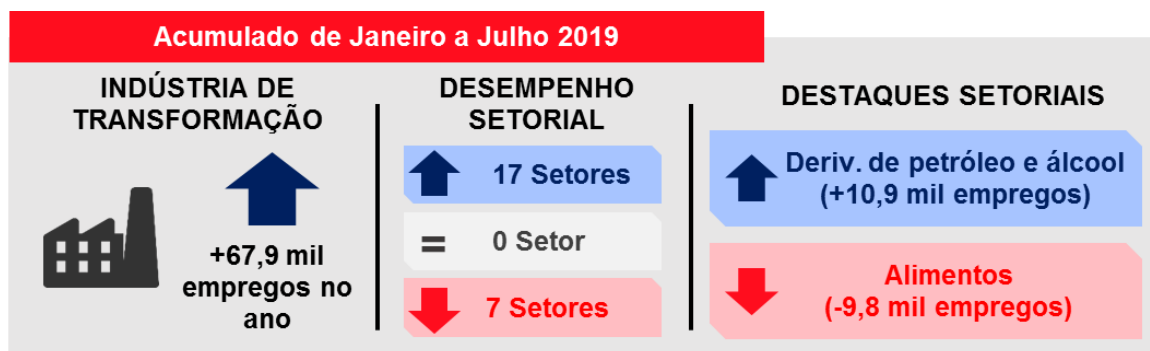 Acumulado de Janeiro a Julho 2019
INDÚSTRIA DE
TRANSFORMAÇÃO
+67,9 mil
empregos no
ano
DESEMPENHO
SETORIAL
17 Setores
= 0 Setor
7 Setores
DESTAQUES SETORIAIS
Deriv. de petróleo e álcool
(+10,9 mil empregos)
Alimentos
(-9,8 mil empregos)